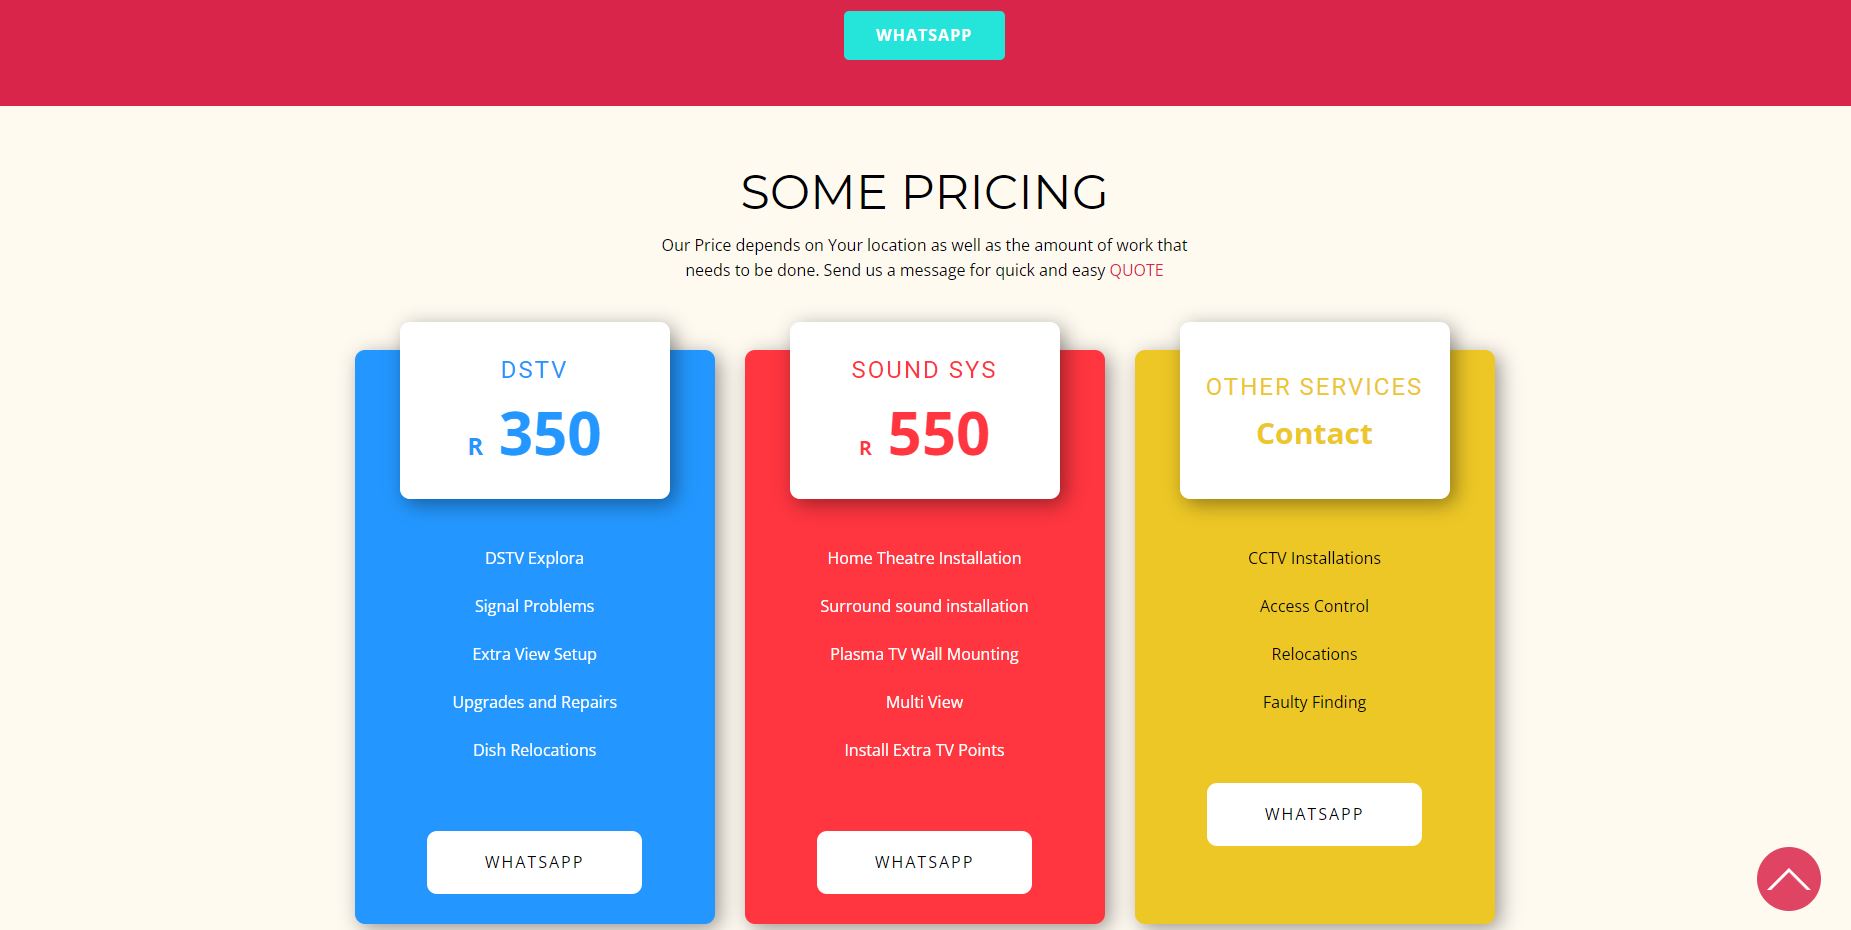 WHATSAPP
SOME PRICING
Our Price depends on Your location as well as the amount of work that
needs to be done. Send us a message for quick and easy QUOTE
DSTV
R 350
DSTV Explora
Signal Problems
Extra View Setup
Upgrades and Repairs
Dish Relocations
WHATSAPP
SOUND SYS
R 550
Home Theatre Installation
Surround sound installation
Plasma TV Wall Mounting
Multi View
Install Extra TV Points
WHATSAPP
OTHER SERVICES
Contact
CCTV Installations
Access Control
Relocations
Faulty Finding
WHATSAPP